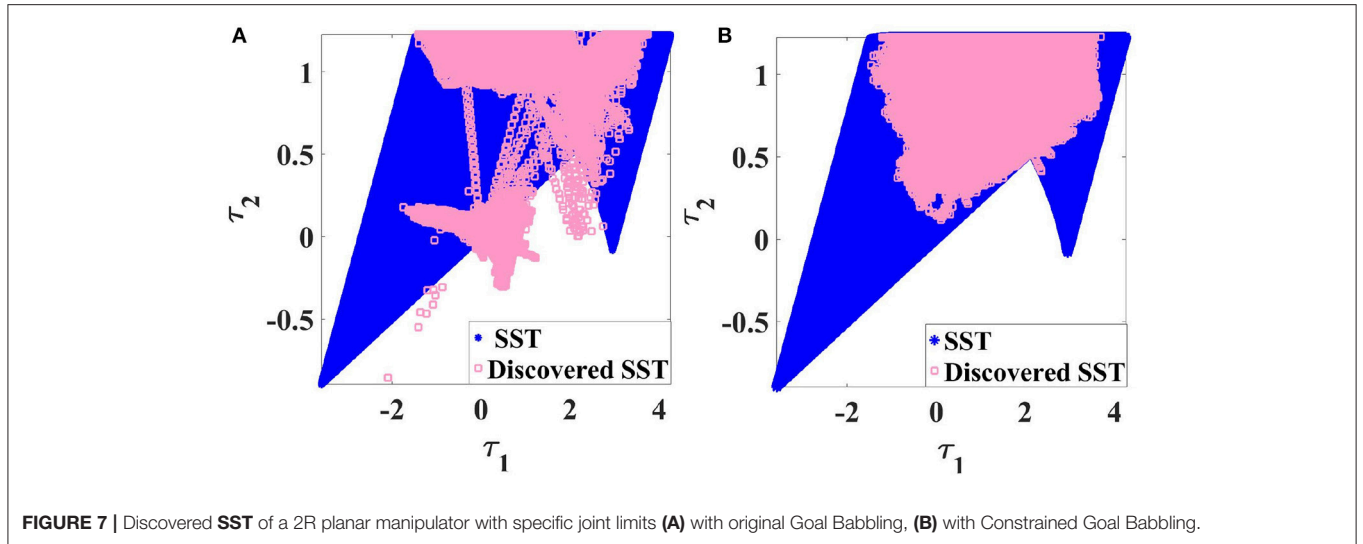 A
1
0.5
0
-0.5
τ2
-2
0
2
4
τ1
SST
Discovered SST
B
1
0.5
0
-0.5
τ2
-2
0
2
4
τ1
SST
Discovered SST
FIGURE 7 | Discovered SST of a 2R planar manipulator with specific joint limits (A) with original Goal Babbling, (B) with Constrained Goal Babbling.